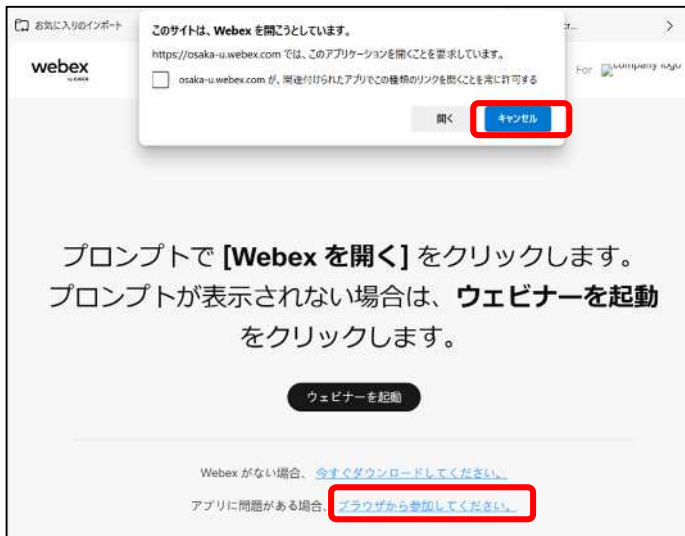 お気に入りのインポート
このサイトは、Webex を開こうとしています。
https://osaka-u.webex.com では、このアプリケーションを開くことを要求しています。
osaka-u.webex.com が、関連付けられたアプリでこの種類のリンクを開くことを常に許可する
開く
キャンセル
webex
by CISCO
For company logo
プロンプトで [Webex を開く] をクリックします。
プロンプトが表示されない場合は、ウェビナーを起動
をクリックします。
ウェビナーを起動
Webex がない場合、今すぐダウンロードしてください。
アプリに問題がある場合、ブラウザから参加してください。